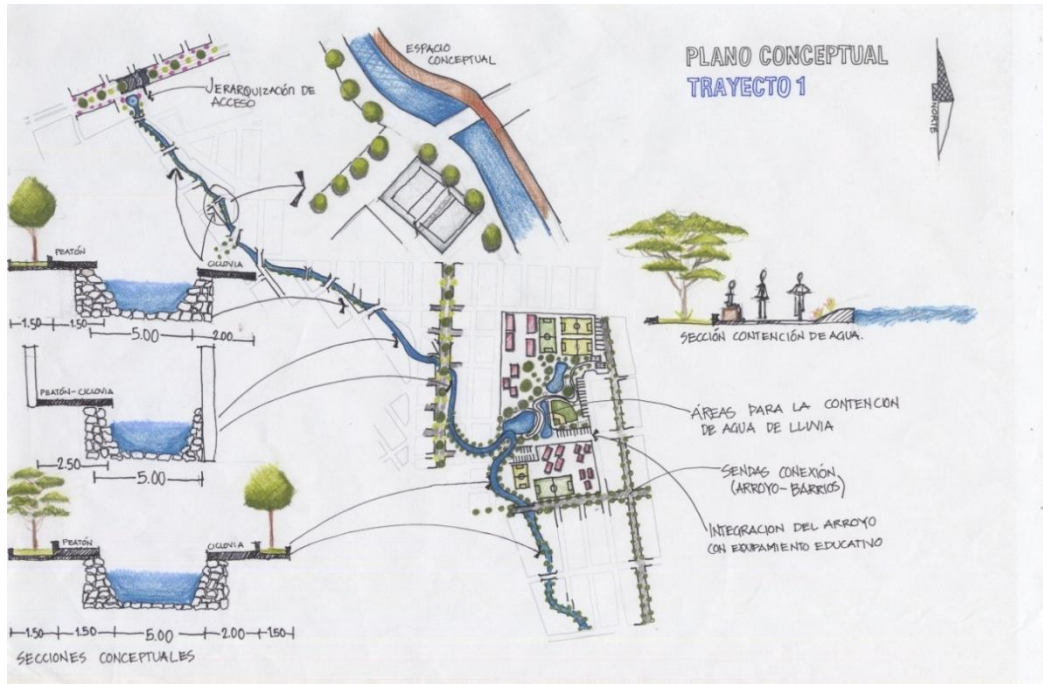 PLANO CONCEPTUAL
TRAYECTO 1
NORTE
ESPACIO
CONCEPTUAL
JERARQUIZACIÓN DE
ACCESO
PEATÓN
CICLOVIA
1.50 1.50 5.00 2.00
PEATÓN-CICLOVIA
2.50 5.00
PEATÓN
CICLOVIA
1.50 1.50 5.00 2.00 1.50
SECCIONES CONCEPTUALES
SECCIÓN CONTENCIÓN DE AGUA.
ÁREAS PARA LA CONTENCION
DE AGUA DE LLUVIA
SENDAS CONEXIÓN
(ARROYO-BARRIOS)
INTEGRACION DEL ARROYO
CON EQUIPAMIENTO EDUCATIVO